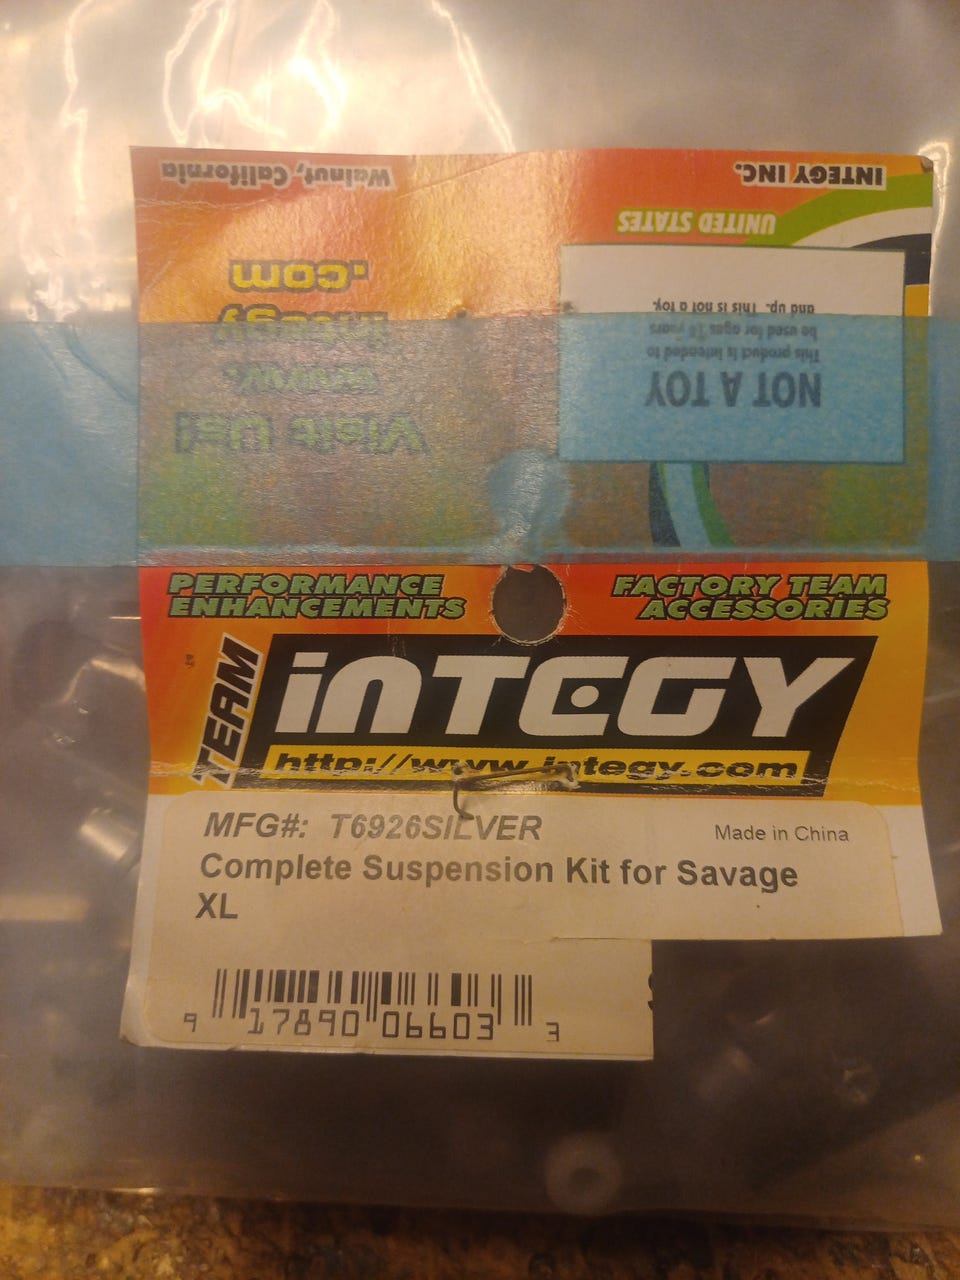 INTEGY INC.
Walnut, California
UNITED STATES
NOT A TOY
This product is intended to
be used for ages 14 years
and up. This is not a toy.
Visit Us!
www.
integy
.com
PERFORMANCE
ENHANCEMENTS
FACTORY TEAM
ACCESSORIES
TEAM
iNTEGY
http://www.integy.com
MFG#: T6926SILVER
Made in China
Complete Suspension Kit for Savage
XL
9 17890 06603 3